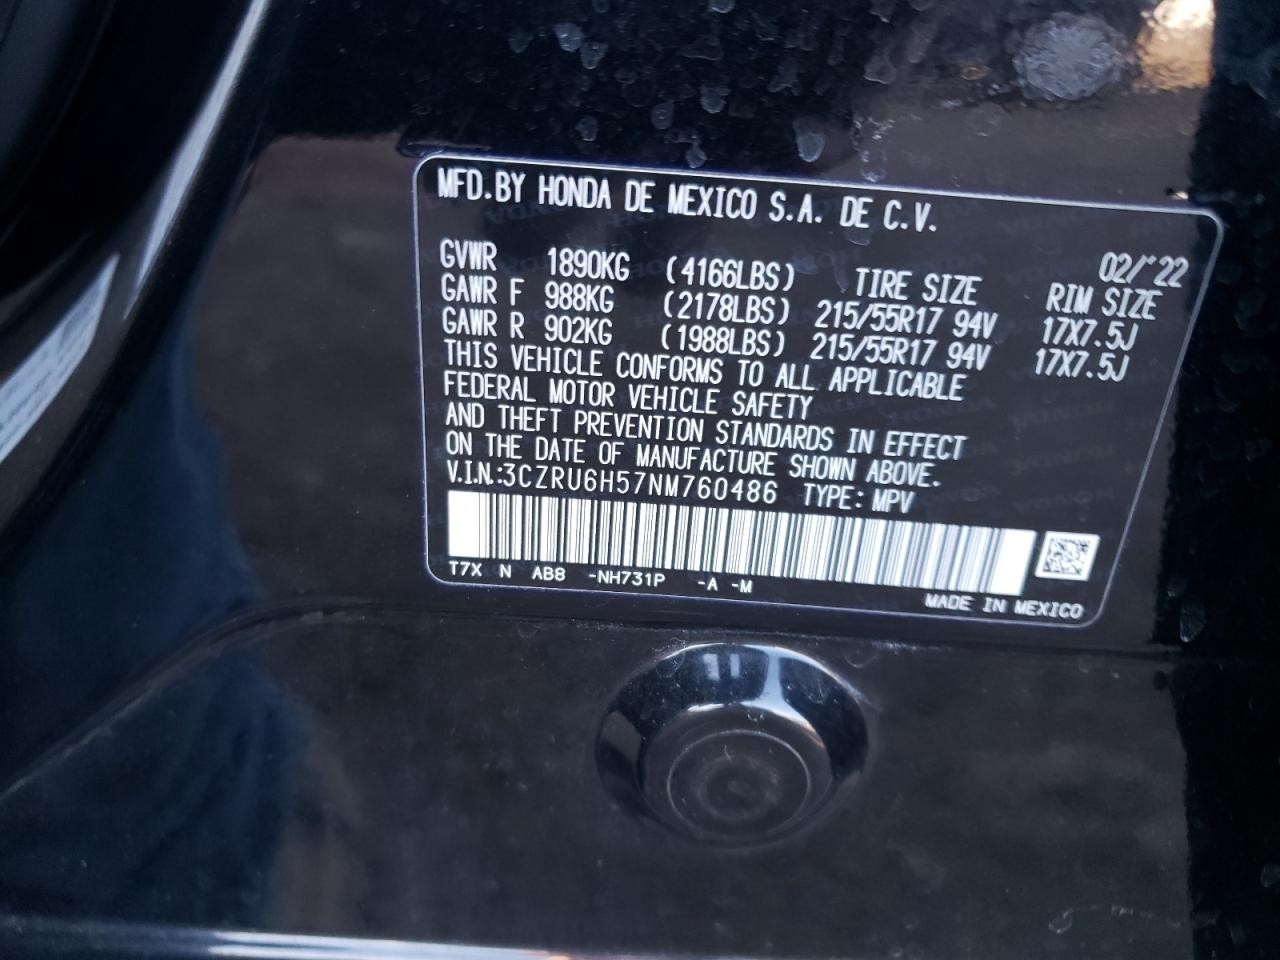 MFD.BY HONDA DE MEXICO S.A. DE C.V.
02/'22
GVWR 1890KG (4166LBS) TIRE SIZE RIM SIZE
GAWR F 988KG (2178LBS) 215/55R17 94V 17X7.5J
GAWR R 902KG (1988LBS) 215/55R17 94V 17X7.5J
THIS VEHICLE CONFORMS TO ALL APPLICABLE
FEDERAL MOTOR VEHICLE SAFETY
AND THEFT PREVENTION STANDARDS IN EFFECT
ON THE DATE OF MANUFACTURE SHOWN ABOVE.
V.I.N.:3CZRU6H57NM760486 TYPE: MPV
T7X N AB8 -NH731P -A -M
MADE IN MEXICO